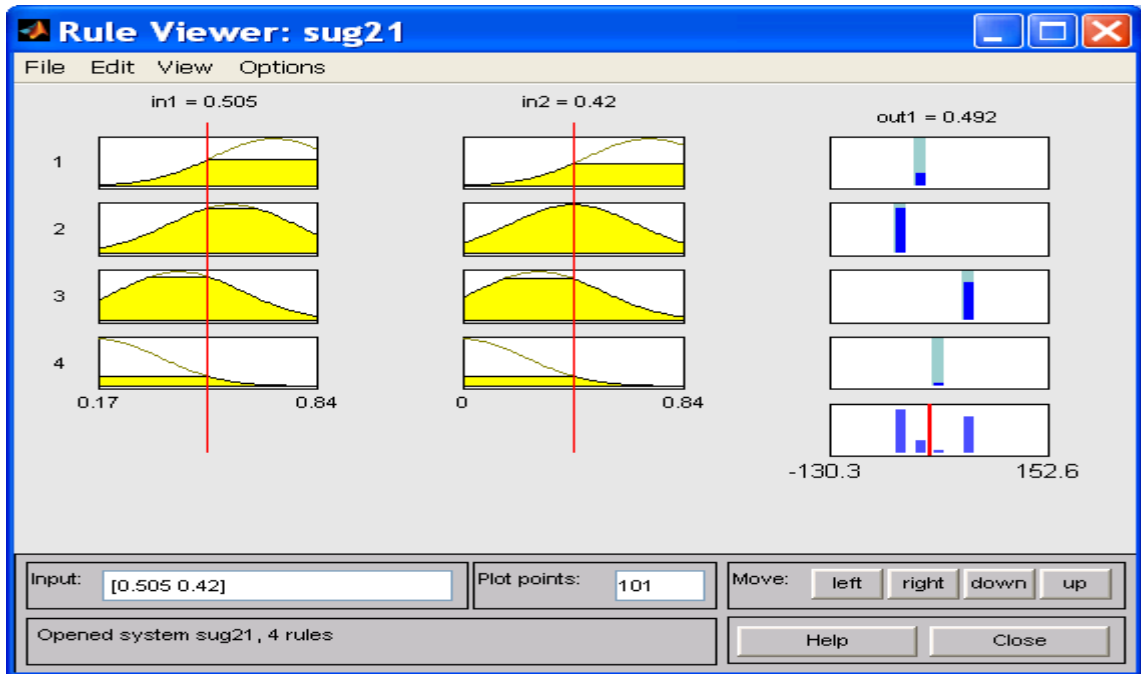 Rule Viewer: sug21
File Edit View Options
in1 = 0.505 in2 = 0.42 out1 = 0.492
1
2
3
4
0.17 0.84 0 0.84
-130.3 152.6
Input: [0.505 0.42] Plot points: 101 Move: left right down up
Opened system sug21, 4 rules Help Close